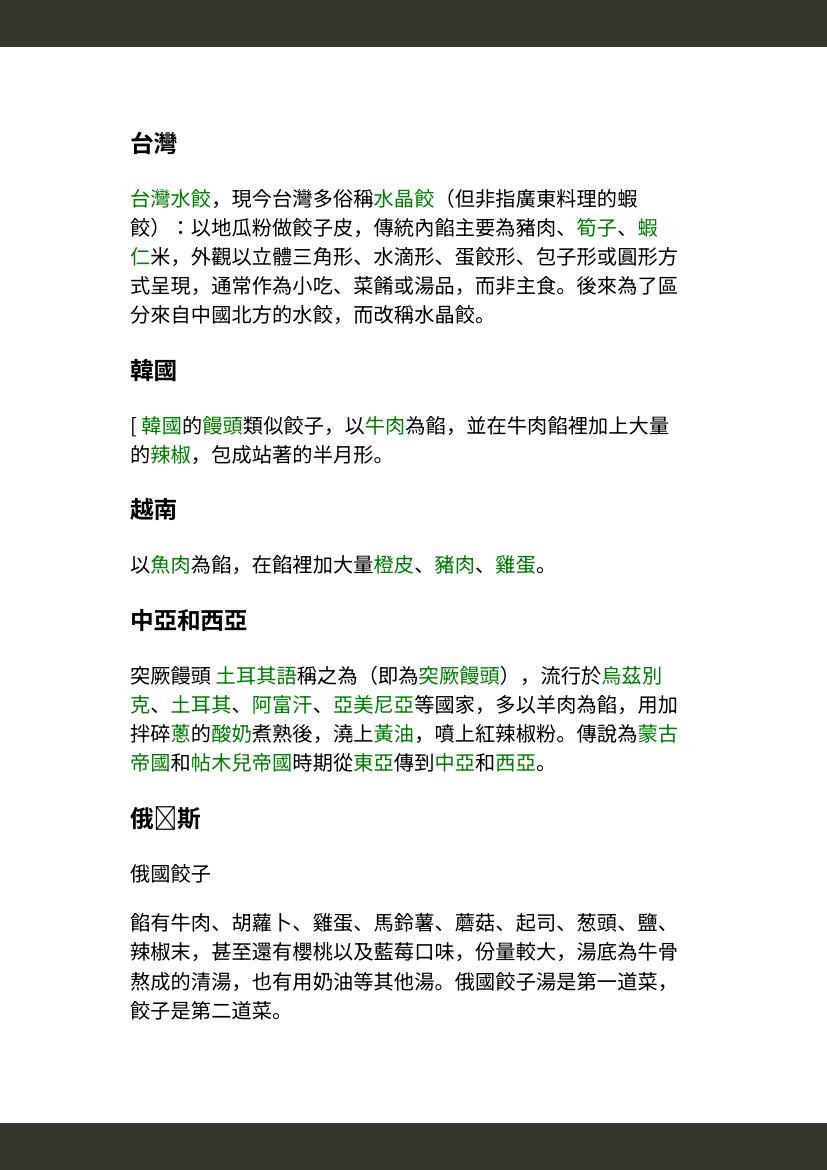 台灣
台灣水餃，現今台灣多俗稱水晶餃（但非指廣東料理的蝦
餃）：以地瓜粉做餃子皮，傳統內餡主要為豬肉、筍子、蝦
仁米，外觀以立體三角形、水滴形、蛋餃形、包子形或圓形方
式呈現，通常作為小吃、菜餚或湯品，而非主食。後來為了區
分來自中國北方的水餃，而改稱水晶餃。
韓國
[ 韓國的饅頭類似餃子，以牛肉為餡，並在牛肉餡裡加上大量
的辣椒，包成站著的半月形。
越南
以魚肉為餡，在餡裡加大量橙皮、豬肉、雞蛋。
中亞和西亞
突厥饅頭 土耳其語稱之為（即為突厥饅頭），流行於烏茲別
克、土耳其、阿富汗、亞美尼亞等國家，多以羊肉為餡，用加
拌碎蔥的酸奶煮熟後，澆上黃油，噴上紅辣椒粉。傳說為蒙古
帝國和帖木兒帝國時期從東亞傳到中亞和西亞。
俄斯
俄國餃子
餡有牛肉、胡蘿卜、雞蛋、馬鈴薯、蘑菇、起司、葱頭、鹽、
辣椒末，甚至還有櫻桃以及藍莓口味，份量較大，湯底為牛骨
熬成的清湯，也有用奶油等其他湯。俄國餃子湯是第一道菜，
餃子是第二道菜。